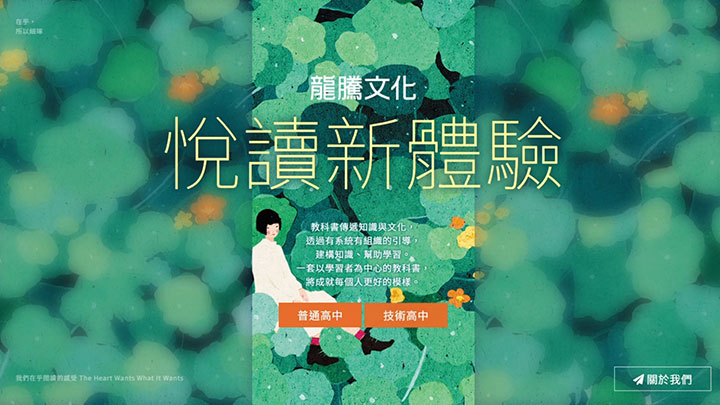 在乎，
所以細琢
龍騰文化
悅讀新體驗
教科書傳遞知識與文化，
透過有系統有組織的引導，
建構知識、幫助學習。
一套以學習者為中心的教科書，
將成就每個人更好的模樣。
普通高中
技術高中
我們在乎閱讀的感受 The Heart Wants What It Wants
關於我們